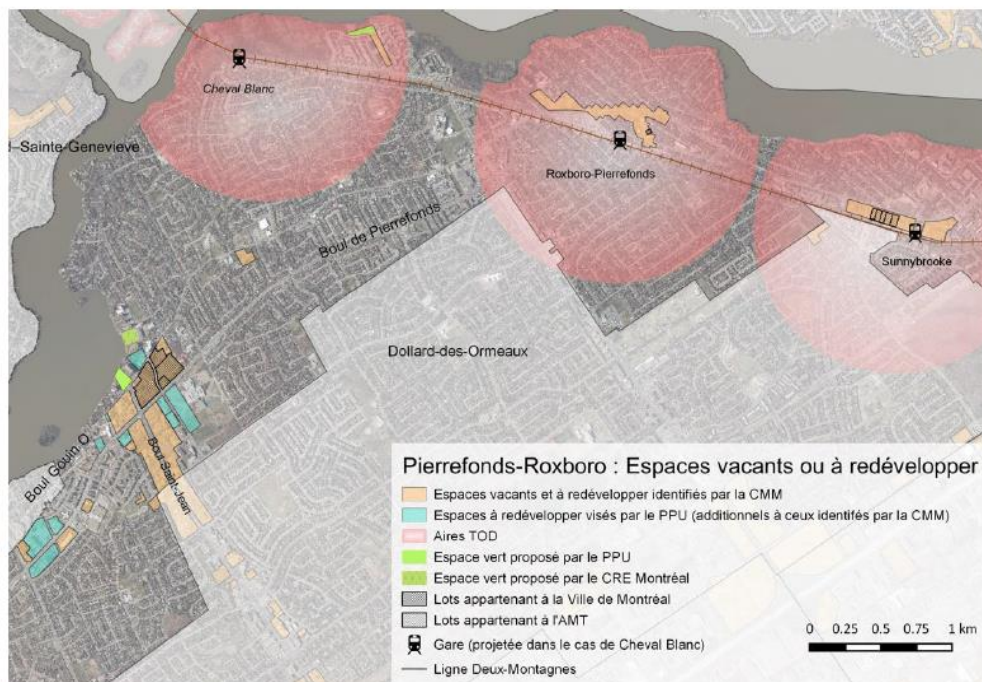 Cheval Blanc
Roxboro-Pierrefonds
Sunnybrooke
Sainte-Genevieve
Boul de Pierrefonds
Dollard-des-Ormeaux
Boul Gouin O
Boul Saint-Jean
Pierrefonds-Roxboro : Espaces vacants ou à redévelopper
Espaces vacants et à redévelopper identifiés par la CMM
Espaces à redévelopper visés par le PPU (additionnels à ceux identifiés par la CMM)
Aires TOD
Espace vert proposé par le PPU
Espace vert proposé par le CRE Montréal
Lots appartenant à la Ville de Montréal
Lots appartenant à l'AMT
Gare (projetée dans le cas de Cheval Blanc)
Ligne Deux-Montagnes
0 0.25 0.5 0.75 1 km